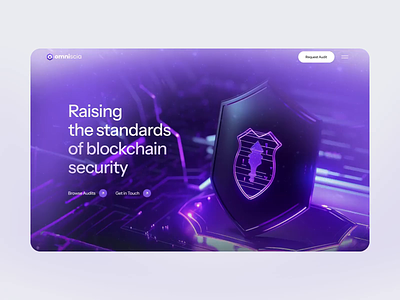 omniscia
Request Audit
Raising
the standards
of blockchain
security
Browse Audits
Get in Touch